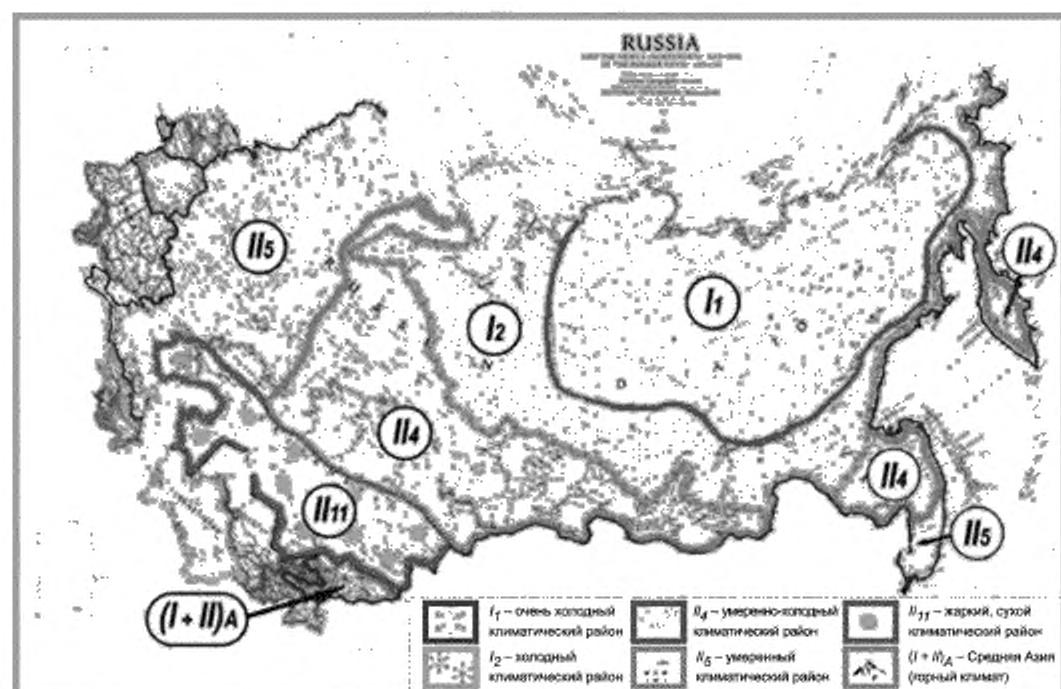 RUSSIA
II5
II4
I2
I1
II4
II4
II11
II5
(I + II)A
I1 – очень холодный
климатический район
II4 – умеренно-холодный
климатический район
II11 – жаркий, сухой
климатический район
I2 – холодный
климатический район
II5 – умеренный
климатический район
(I + II)A – Средняя Азия
(горный климат)